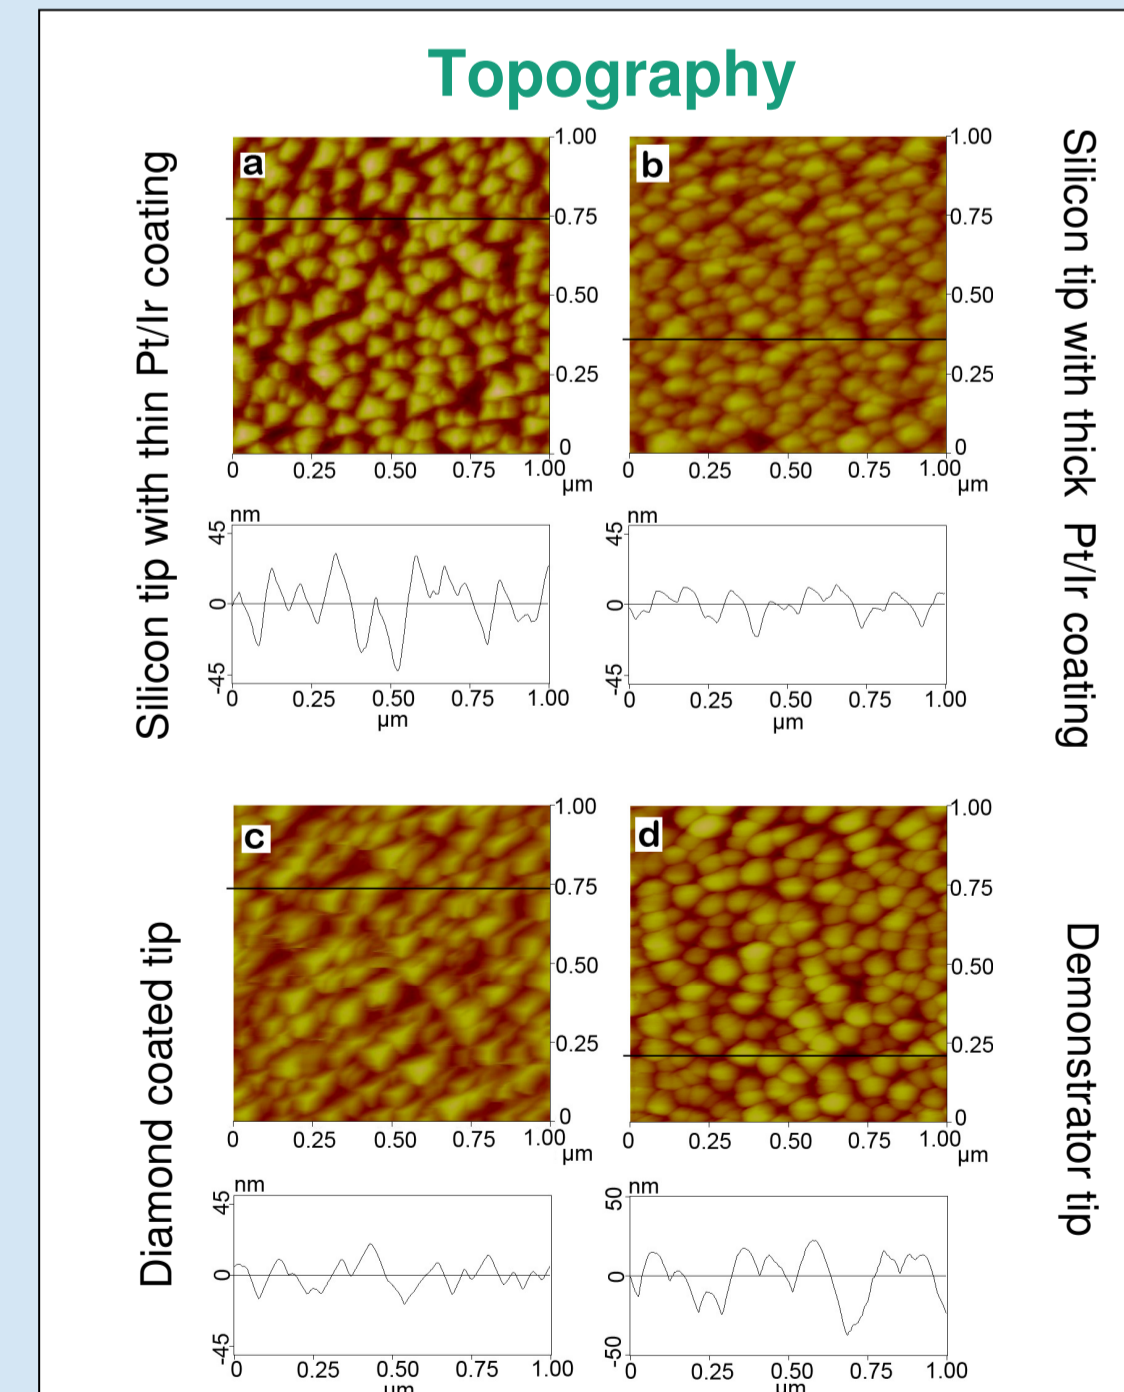 Topography
Silicon tip with thin Pt/Ir coating
a
1.00
0.75
0.50
0.25
0
0 0.25 0.50 0.75 1.00
µm
b
1.00
0.75
0.50
0.25
0
0 0.25 0.50 0.75 1.00
µm
Silicon tip with thick Pt/Ir coating
nm
45
0
-45
0 0.25 0.50 0.75 1.00
µm
nm
45
0
-45
0 0.25 0.50 0.75 1.00
µm
Diamond coated tip
c
1.00
0.75
0.50
0.25
0
0 0.25 0.50 0.75 1.00
µm
d
1.00
0.75
0.50
0.25
0
0 0.25 0.50 0.75 1.00
µm
Demonstrator tip
nm
45
0
-45
0 0.25 0.50 0.75 1.00
µm
nm
50
0
-50
0 0.25 0.50 0.75 1.00
µm